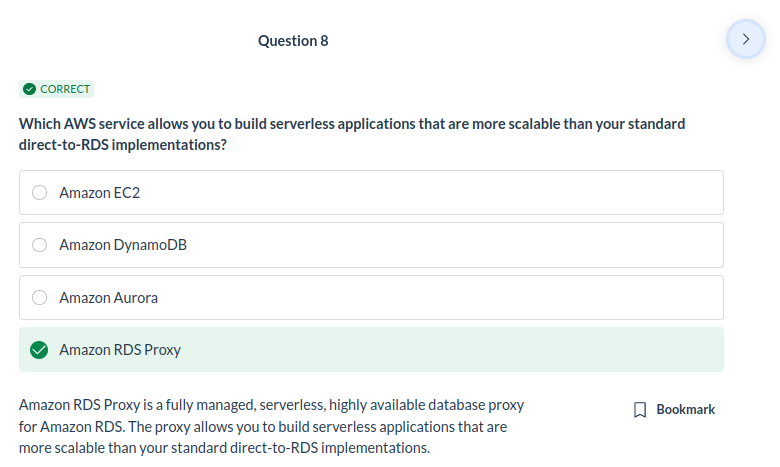 Question 8
CORRECT
Which AWS service allows you to build serverless applications that are more scalable than your standard
direct-to-RDS implementations?
Amazon EC2
Amazon DynamoDB
Amazon Aurora
Amazon RDS Proxy
Amazon RDS Proxy is a fully managed, serverless, highly available database proxy
for Amazon RDS. The proxy allows you to build serverless applications that are
more scalable than your standard direct-to-RDS implementations.
Bookmark